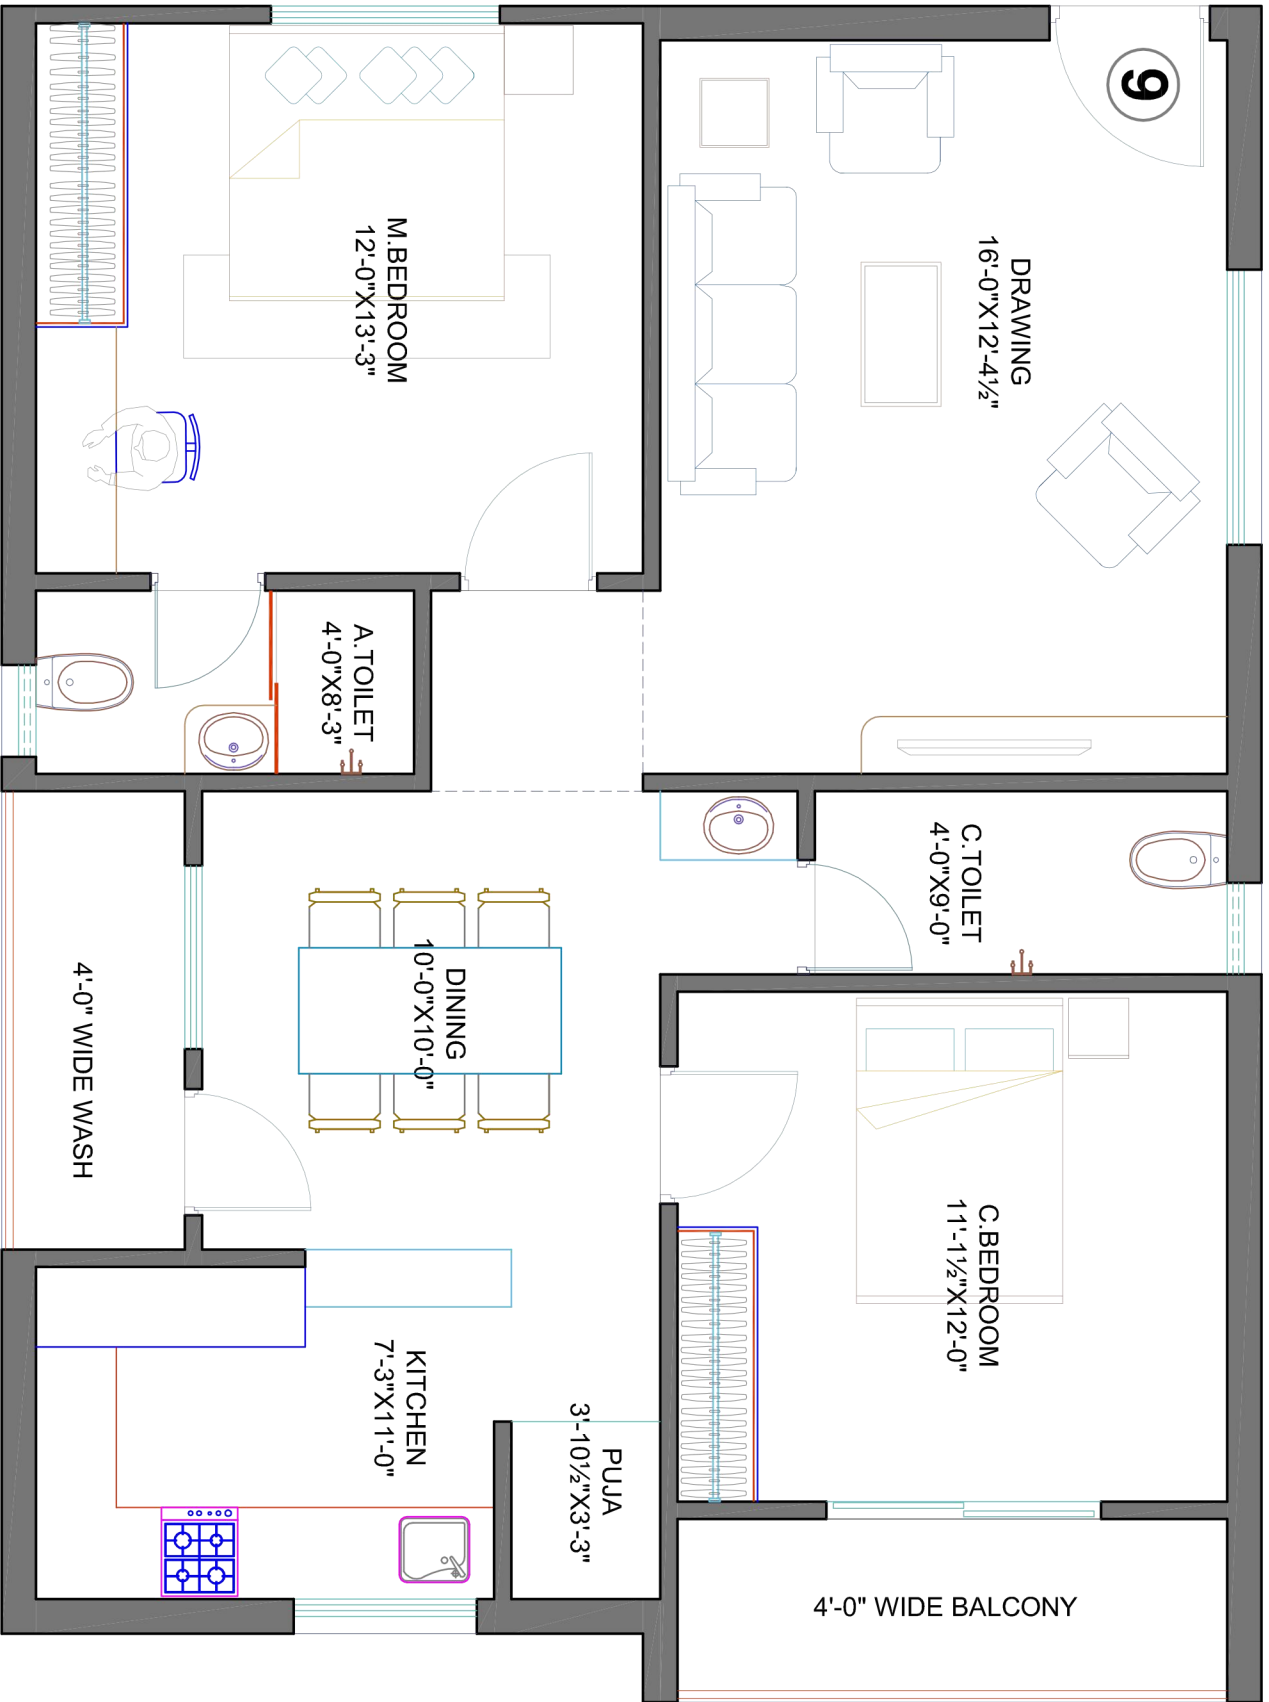 9
DRAWING
16'-0"X12'-4½"
M.BEDROOM
12'-0"X13'-3"
A.TOILET
4'-0"X8'-3"
C.TOILET
4'-0"X9'-0"
DINING
10'-0"X10'-0"
4'-0" WIDE WASH
C.BEDROOM
11'-1½"X12'-0"
KITCHEN
7'-3"X11'-0"
PUJA
3'-10½"X3'-3"
4'-0" WIDE BALCONY